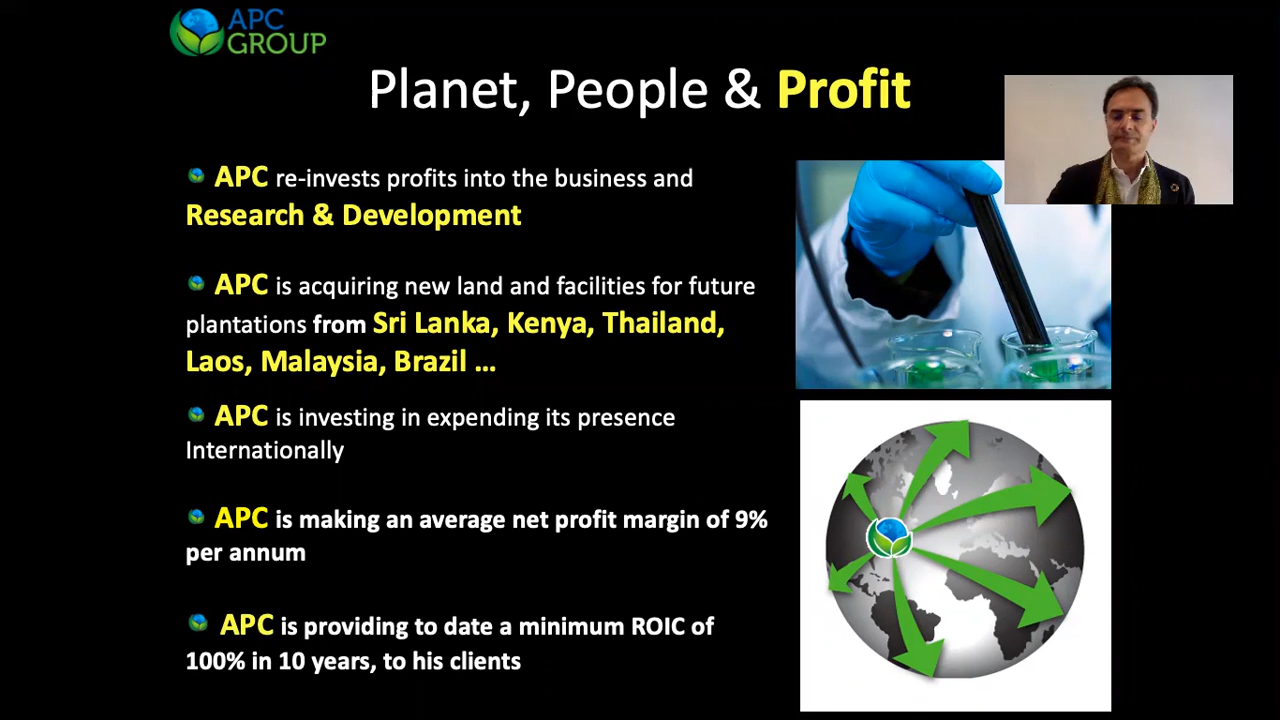 APC
GROUP
Planet, People & Profit
APC re-invests profits into the business and
Research & Development
APC is acquiring new land and facilities for future
plantations from Sri Lanka, Kenya, Thailand,
Laos, Malaysia, Brazil ...
APC is investing in expending its presence
Internationally
APC is making an average net profit margin of 9%
per annum
APC is providing to date a minimum ROIC of
100% in 10 years, to his clients